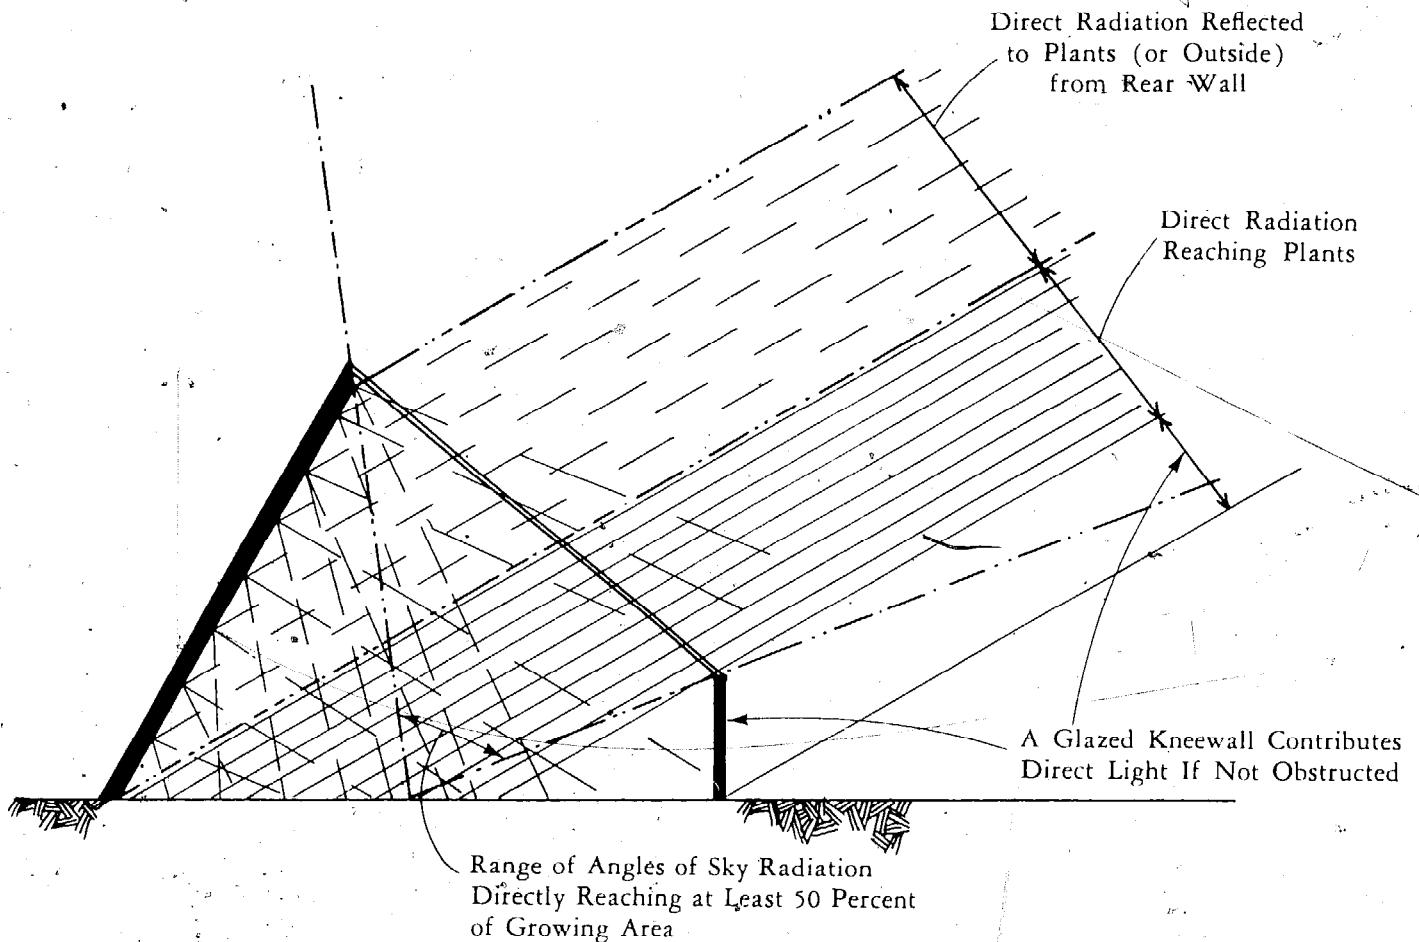 Direct Radiation Reflected
to Plants (or Outside)
from Rear Wall
Direct Radiation
Reaching Plants
A Glazed Kneewall Contributes
Direct Light If Not Obstructed
Range of Angles of Sky Radiation
Directly Reaching at Least 50 Percent
of Growing Area